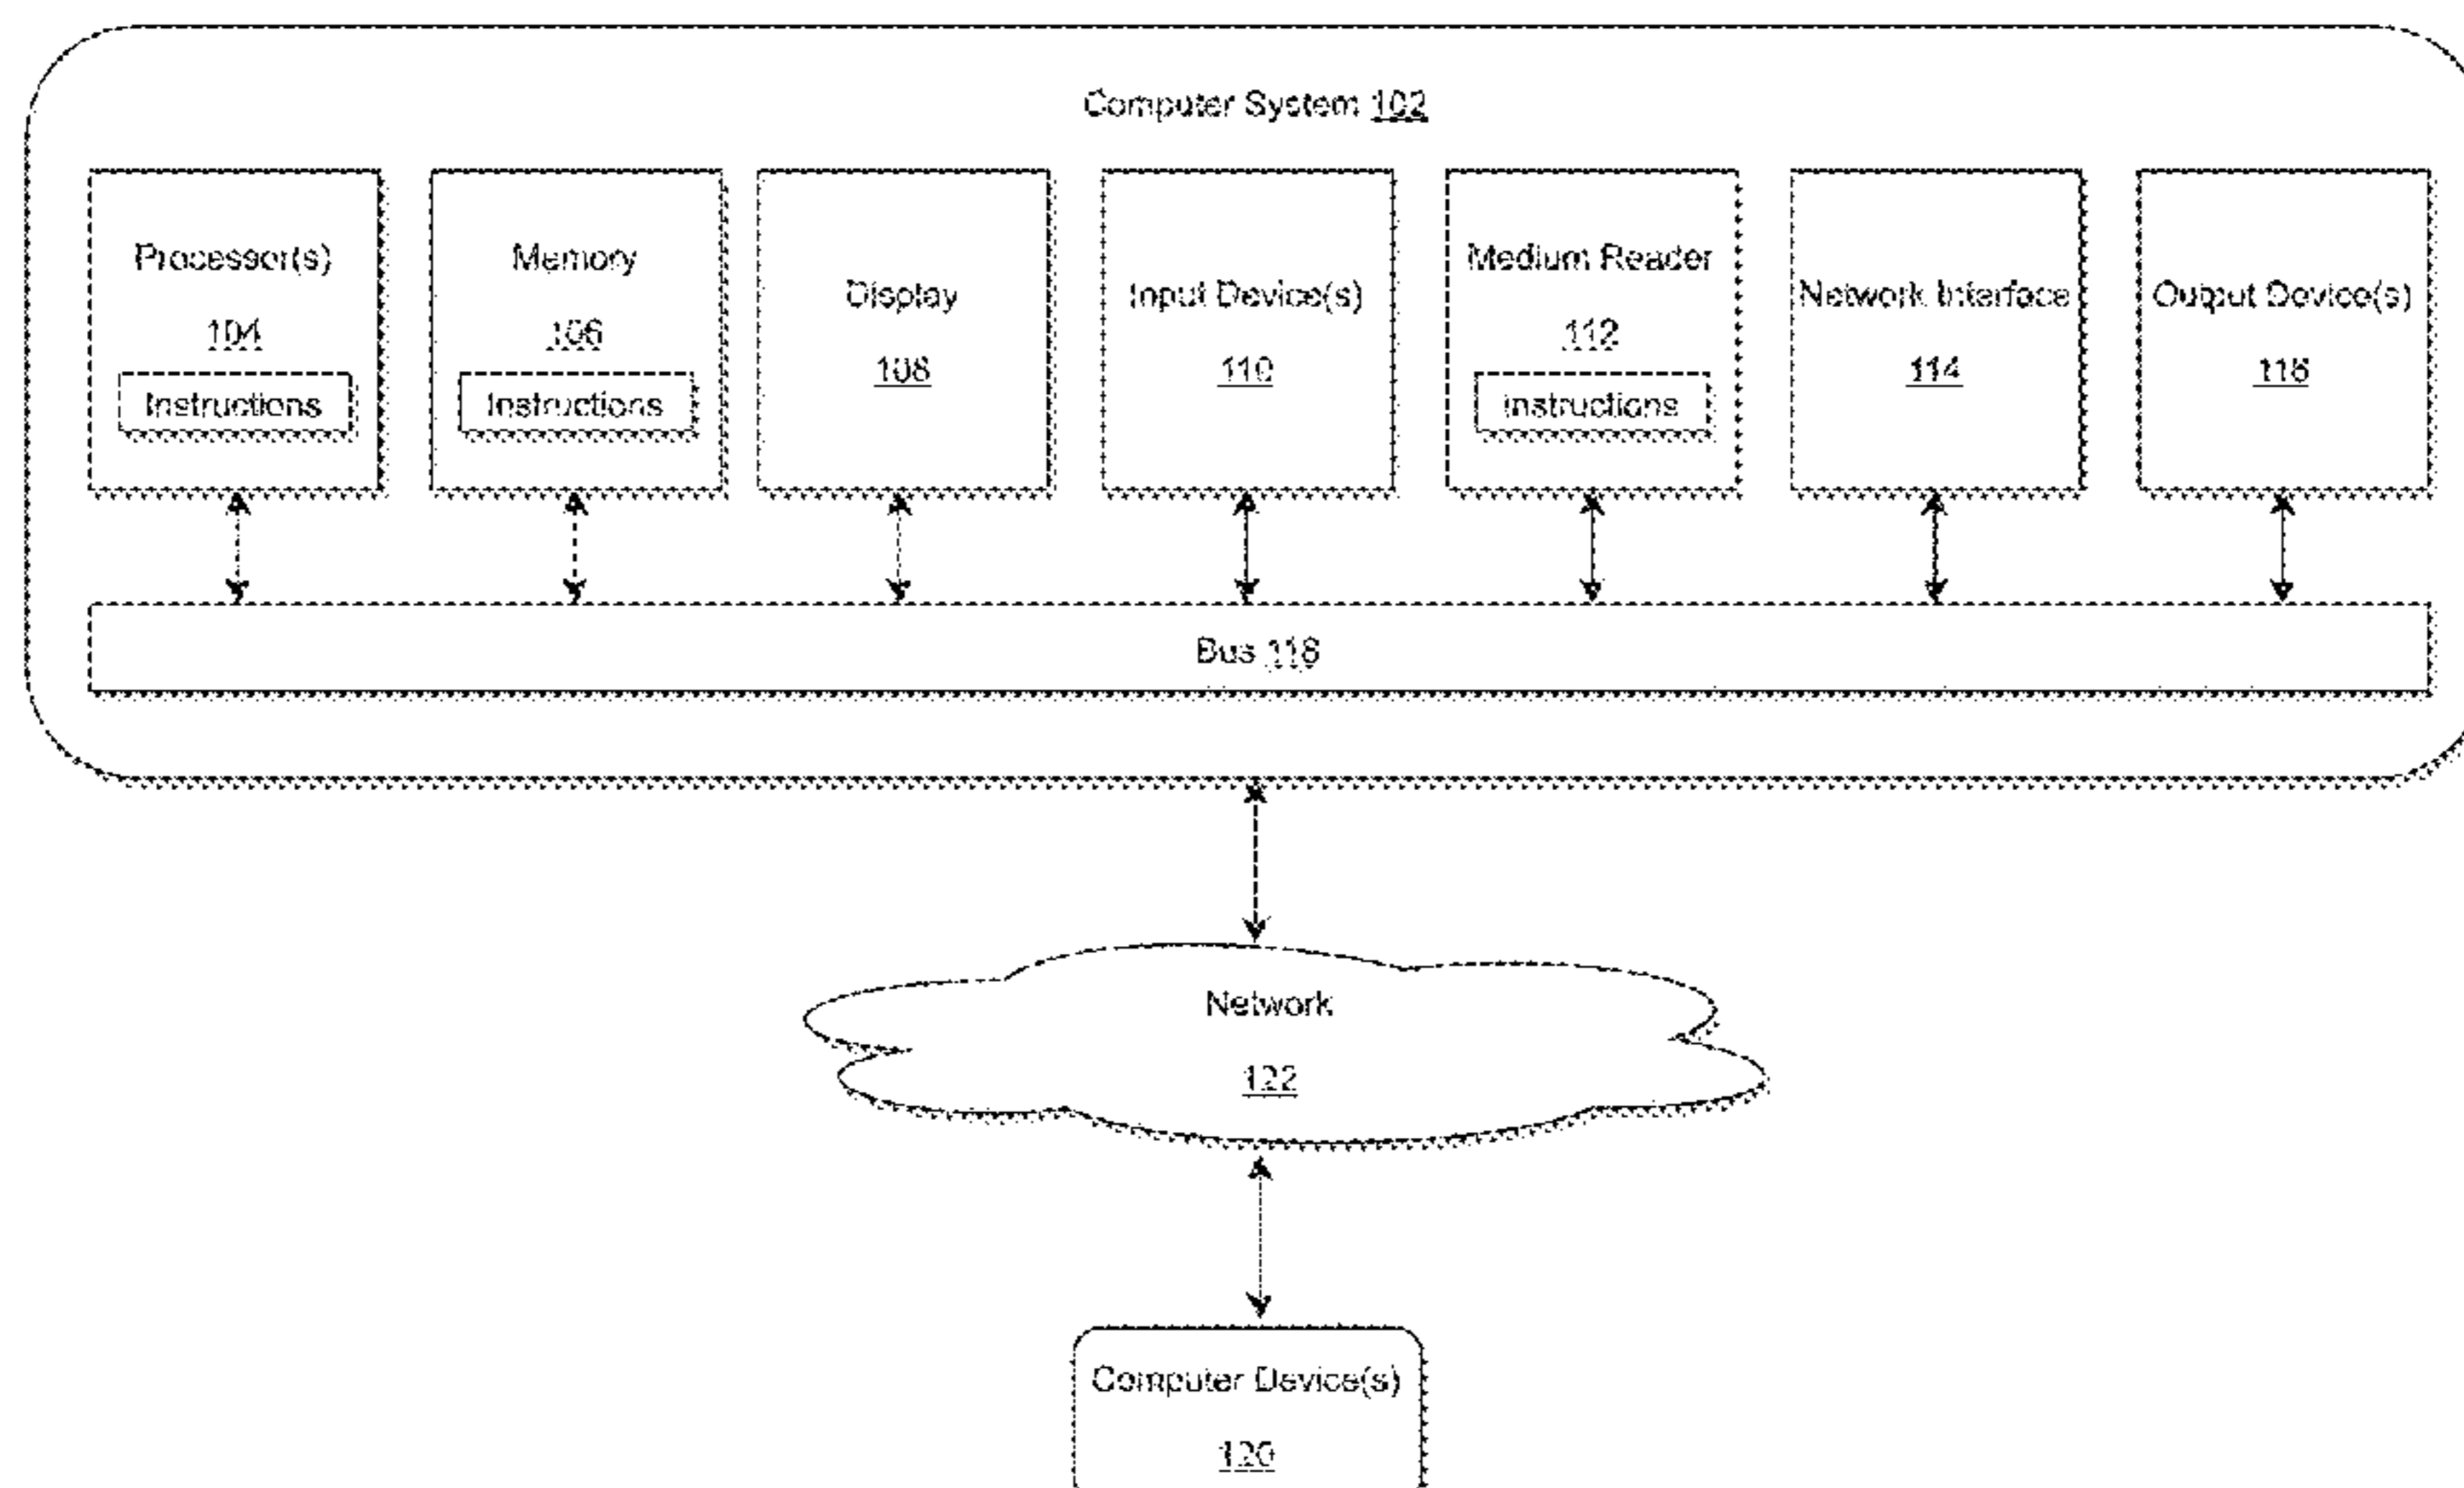 Computer System 102
Processor(s)
104
Instructions
Memory
106
Instructions
Display
108
Input Device(s)
110
Medium Reader
112
Instructions
Network Interface
114
Output Device(s)
116
Bus 118
Network
122
Computer Device(s)
120